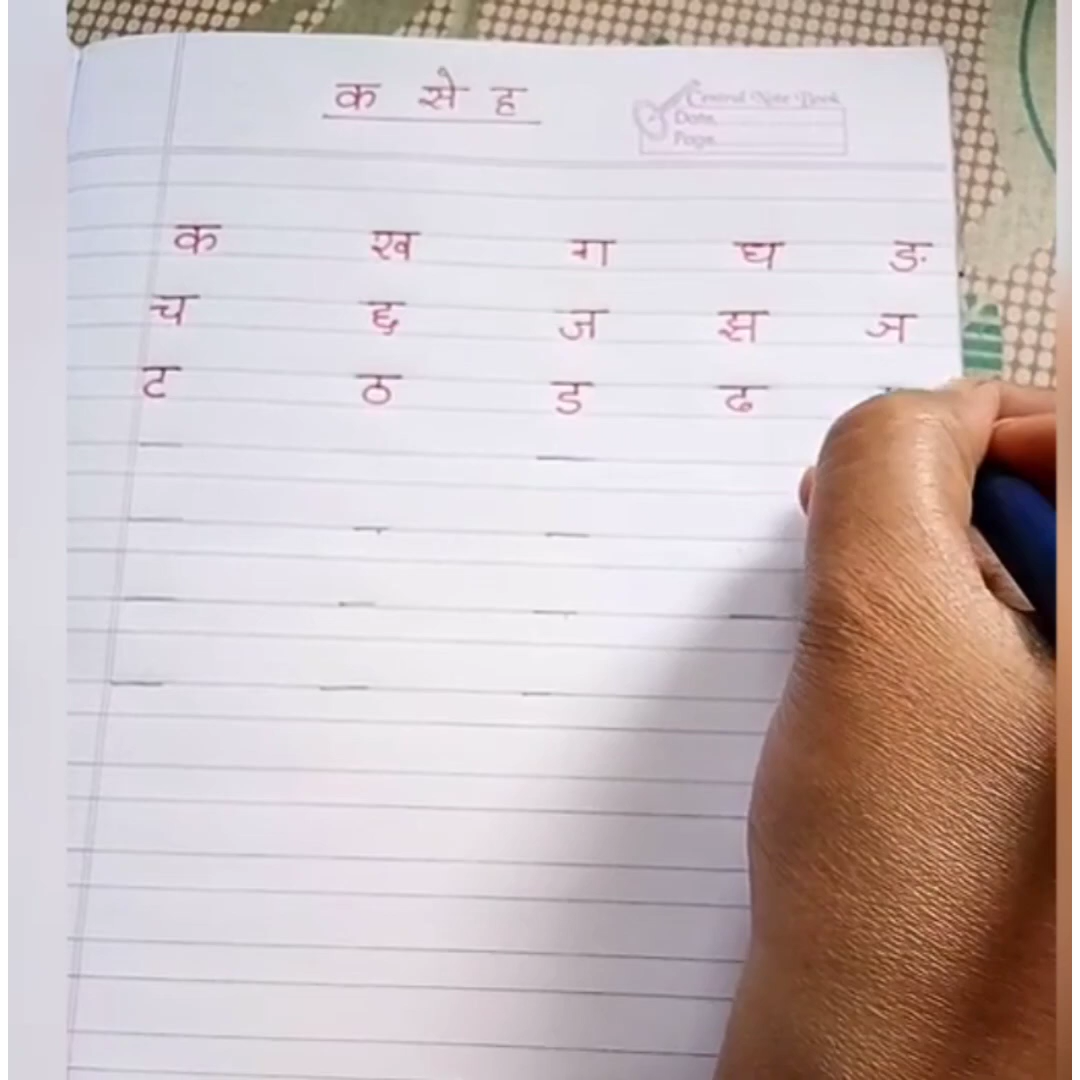 क से ह
Central Note Book
Date
Page
क ख ग घ ङ
च छ ज झ ञ
ट ठ ड ढ